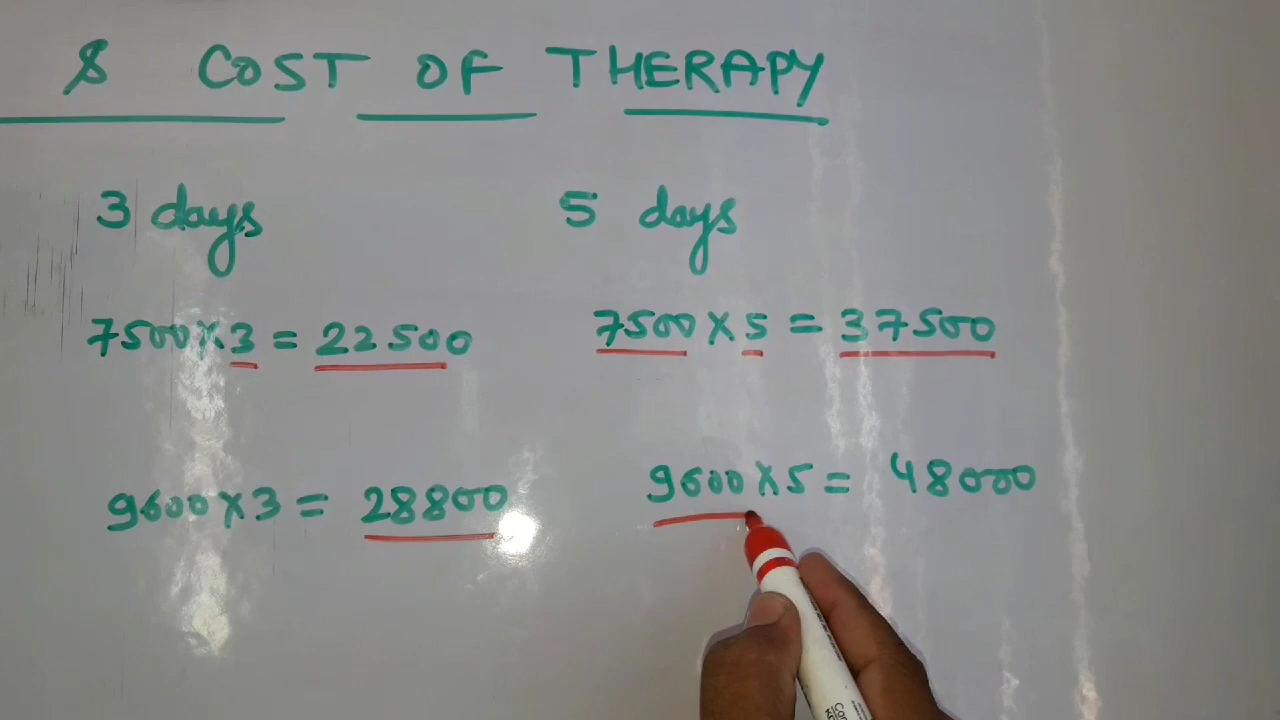 $ COST OF THERAPY
3 days
5 days
7500 x 3 = 22500
7500 x 5 = 37500
9600 x 3 = 28800
9600 x 5 = 48000